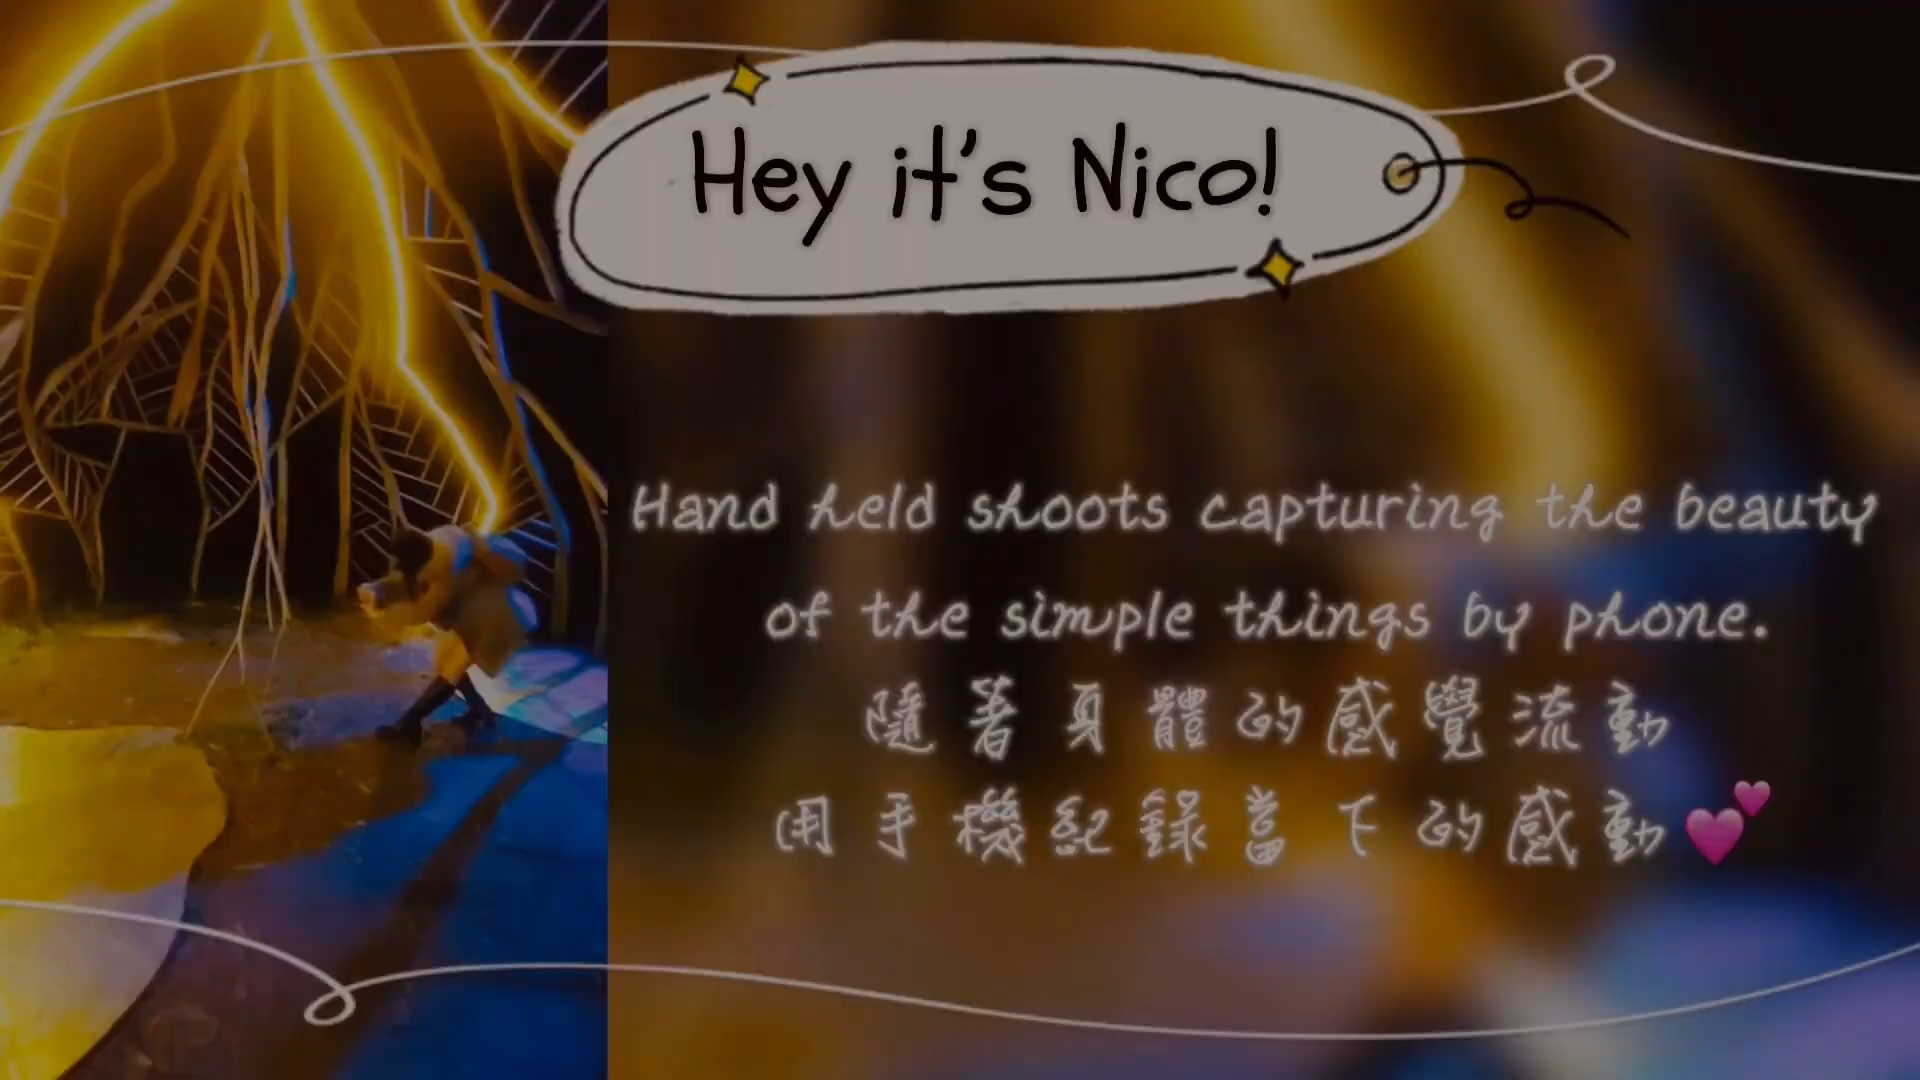 Hey it's Nico!
Hand held shoots capturing the beauty
of the simple things by phone.
隨著身體的感覺流動
用手機紀錄當下的感動💕